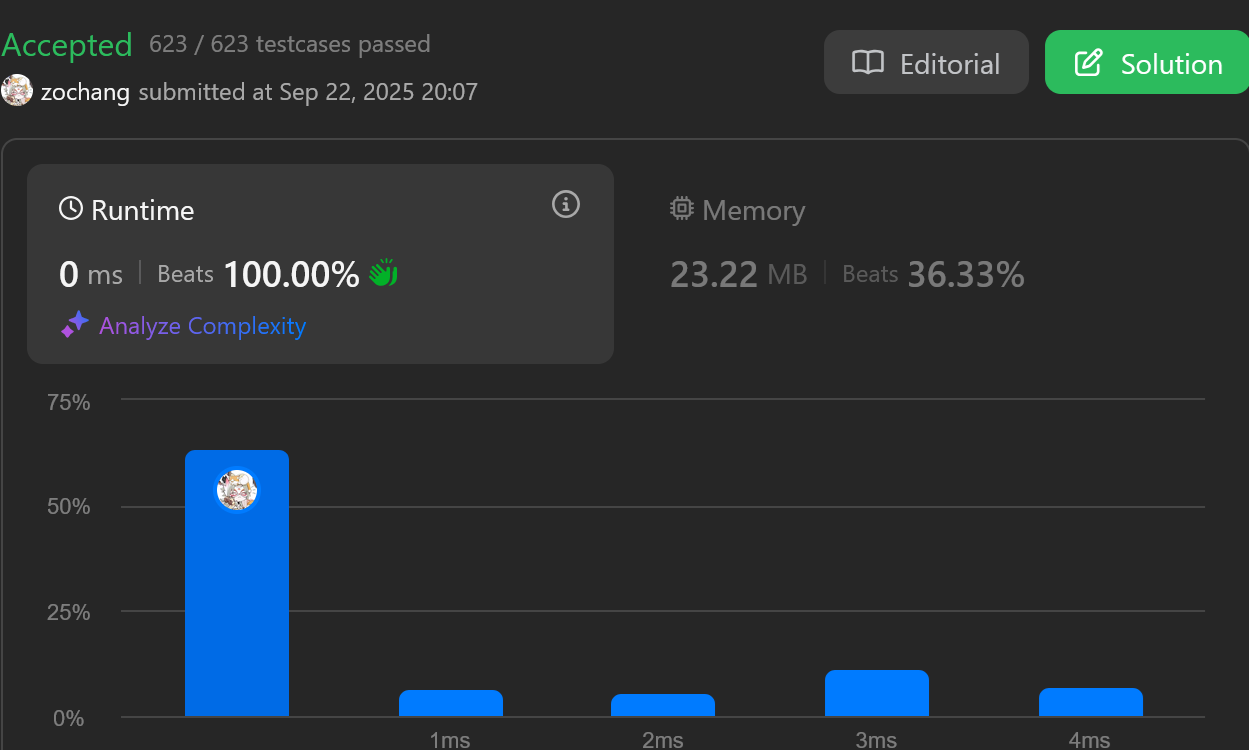 Accepted 623 / 623 testcases passed
zochang submitted at Sep 22, 2025 20:07
Editorial
Solution
Runtime
0 ms | Beats 100.00%
Analyze Complexity
Memory
23.22 MB | Beats 36.33%
75%
50%
25%
0%
1ms 2ms 3ms 4ms